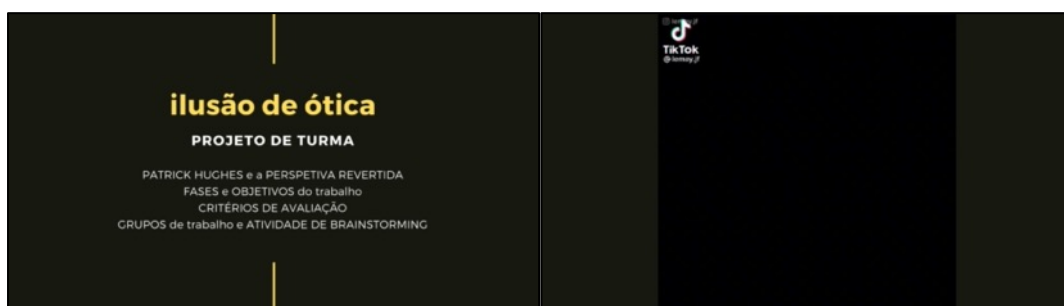 ilusão de ótica
PROJETO DE TURMA
PATRICK HUGHES e a PERSPETIVA REVERTIDA
FASES e OBJETIVOS do trabalho
CRITÉRIOS DE AVALIAÇÃO
GRUPOS de trabalho e ATIVIDADE DE BRAINSTORMING
TikTok